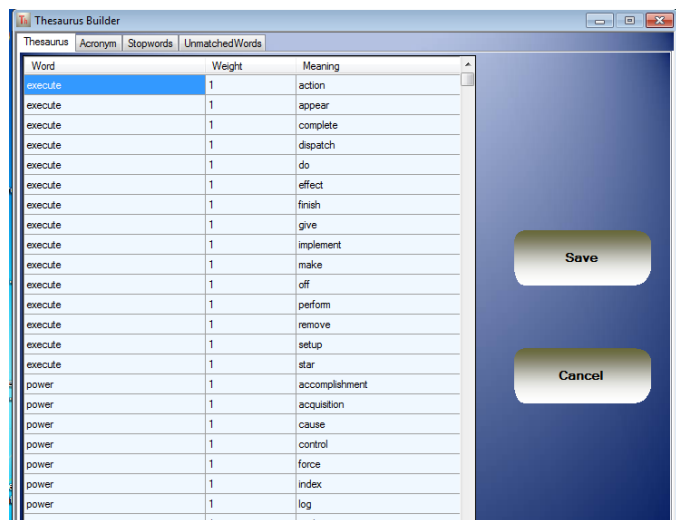 Thesaurus Builder
Thesaurus Acronym Stopwords UnmatchedWords
Word Weight Meaning
execute 1 action
execute 1 appear
execute 1 complete
execute 1 dispatch
execute 1 do
execute 1 effect
execute 1 finish
execute 1 give
execute 1 implement
execute 1 make
execute 1 off
execute 1 perform
execute 1 remove
execute 1 setup
execute 1 star
power 1 accomplishment
power 1 acquisition
power 1 cause
power 1 control
power 1 force
power 1 index
power 1 log
Save
Cancel